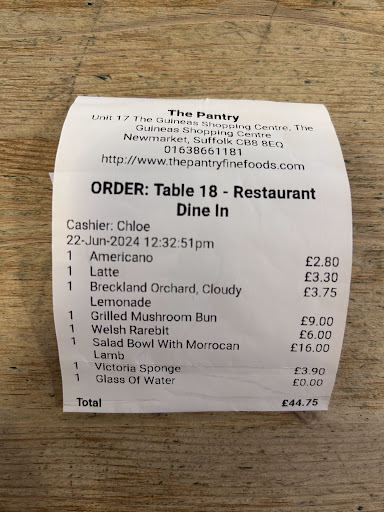 The Pantry
Unit 17 The Guineas Shopping Centre, The
Guineas Shopping Centre
Newmarket, Suffolk CB8 8EQ
01638661181
http://www.thepantryfinefoods.com
ORDER: Table 18 - Restaurant
Dine In
Cashier: Chloe
22-Jun-2024 12:32:51pm
1 Americano £2.80
1 Latte £3.30
1 Breckland Orchard, Cloudy £3.75
Lemonade
1 Grilled Mushroom Bun £9.00
1 Welsh Rarebit £6.00
1 Salad Bowl With Morrocan £16.00
Lamb
1 Victoria Sponge £3.90
1 Glass Of Water £0.00
Total £44.75